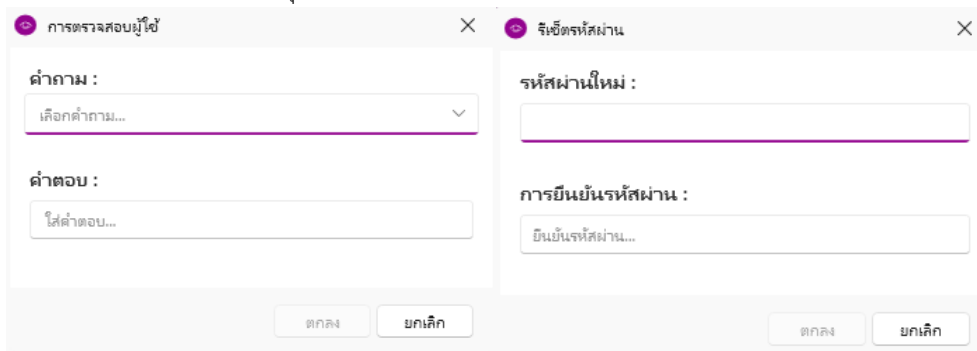 การตรวจสอบผู้ใช้
คำถาม :
เลือกคำถาม...
คำตอบ :
ใส่คำตอบ...
ตกลง
ยกเลิก
รีเซ็ตรหัสผ่าน
รหัสผ่านใหม่ :
การยืนยันรหัสผ่าน :
ยืนยันรหัสผ่าน...
ตกลง
ยกเลิก